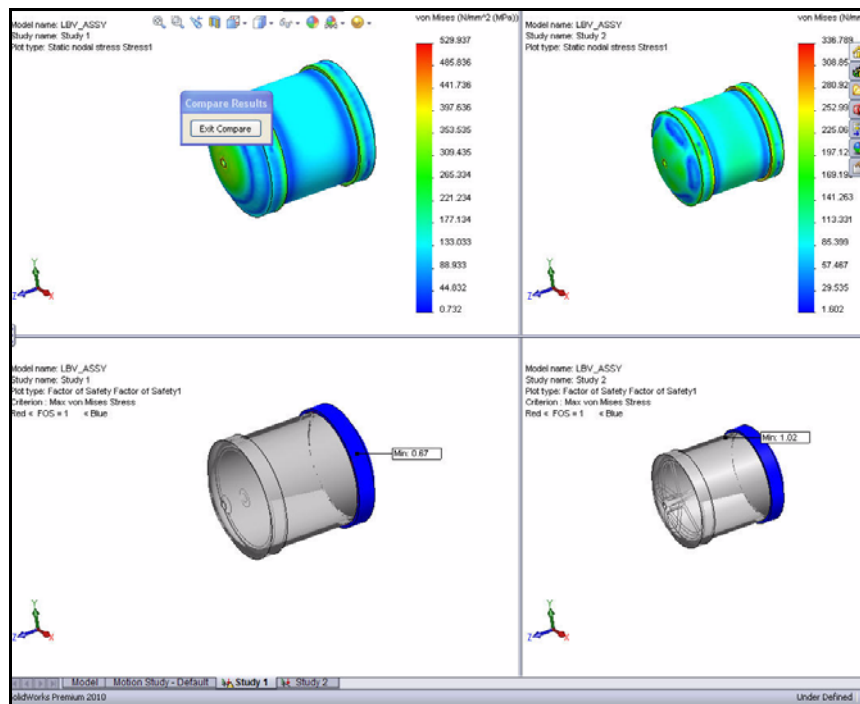 Model name: LBV_ASSY
Study name: Study 1
Plot type: Static nodal stress Stress1
Compare Results
Exit Compare
von Mises (N/mm^2 (MPa))
529.937
485.836
441.736
397.635
353.535
309.435
265.334
221.234
177.134
133.033
88.933
44.832
0.732
Y
Z
X
Model name: LBV_ASSY
Study name: Study 2
Plot type: Static nodal stress Stress1
von Mises (N/mm^2 (MPa))
336.789
308.85
280.92
252.99
225.06
197.12
169.19
141.263
113.331
85.399
57.467
29.535
1.602
Y
Z
X
Model name: LBV_ASSY
Study name: Study 1
Plot type: Factor of Safety Factor of Safety1
Criterion : Max von Mises Stress
Red < FOS = 1 < Blue
Min: 0.67
Y
Z
X
Model name: LBV_ASSY
Study name: Study 2
Plot type: Factor of Safety Factor of Safety1
Criterion : Max von Mises Stress
Red < FOS = 1 < Blue
Min: 1.02
Y
Z
X
Model
Motion Study - Default
Study 1
Study 2
olidWorks Premium 2010
Under Defined